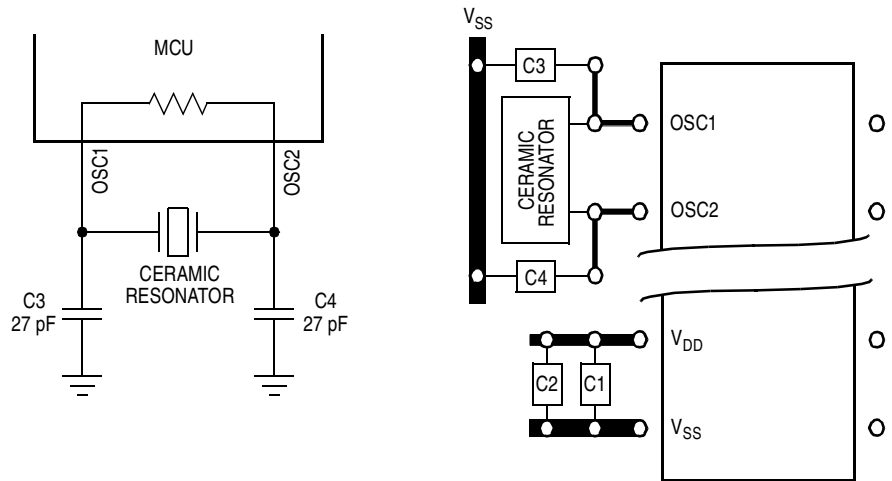 MCU
OSC1
OSC2
CERAMIC
RESONATOR
C3
27 pF
C4
27 pF
VSS
C3
CERAMIC
RESONATOR
C4
OSC1
OSC2
C2
C1
VDD
VSS